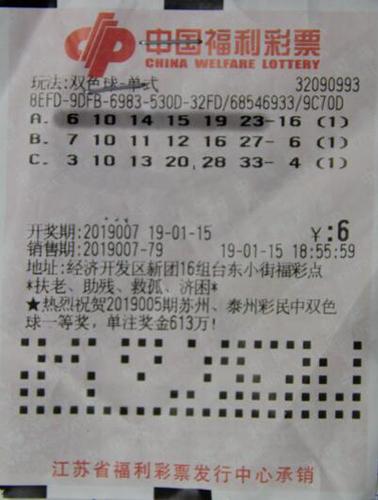 中国福利彩票
CHINA WELFARE LOTTERY
玩法:双色球-单式 32090993
8EFD-9DFB-6983-530D-32FD/68546933/9C70D
A. 6 10 14 15 19 23-16 (1)
B. 7 10 11 12 16 27- 6 (1)
C. 3 10 13 20 28 33- 4 (1)
开奖期:2019007 19-01-15 ¥:6
销售期:2019007-79 19-01-15 18:55:59
地址:经济开发区新团16组台东小街福彩点
*扶老、助残、救孤、济困*
★热烈祝贺2019005期苏州、泰州彩民中双色
球一等奖，单注奖金613万!
江苏省福利彩票发行中心承销